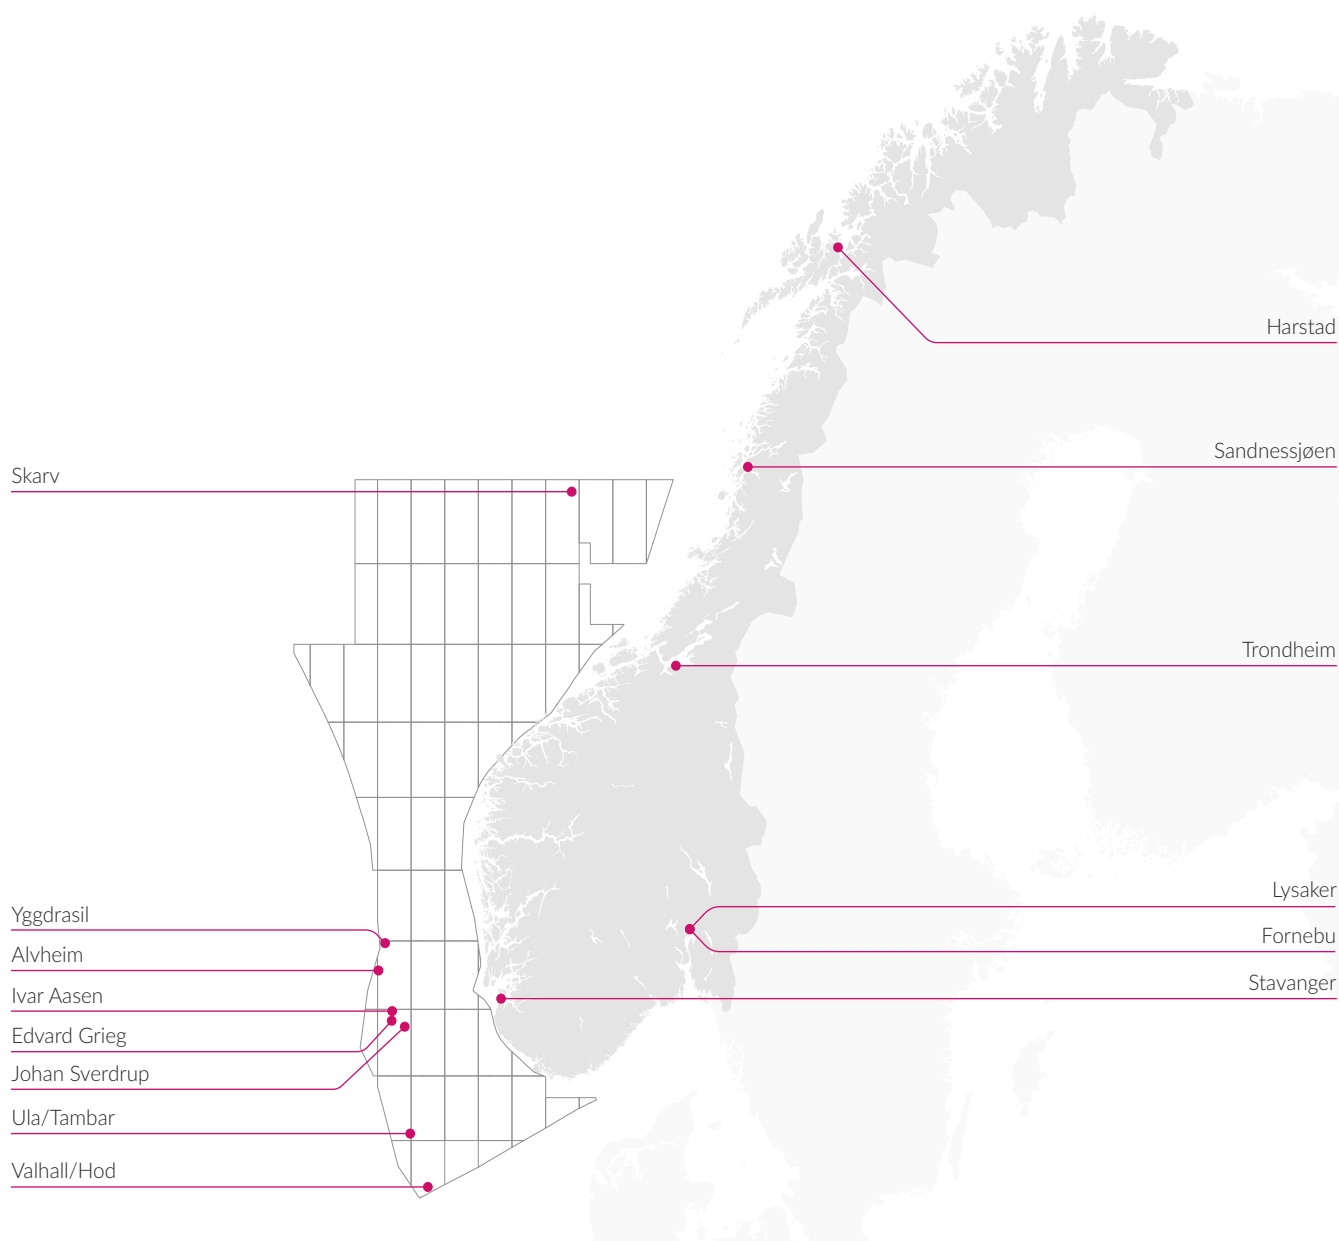 Harstad
Sandnessjøen
Skarv
Trondheim
Lysaker
Yggdrasil
Fornebu
Alvheim
Stavanger
Ivar Aasen
Edvard Grieg
Johan Sverdrup
Ula/Tambar
Valhall/Hod